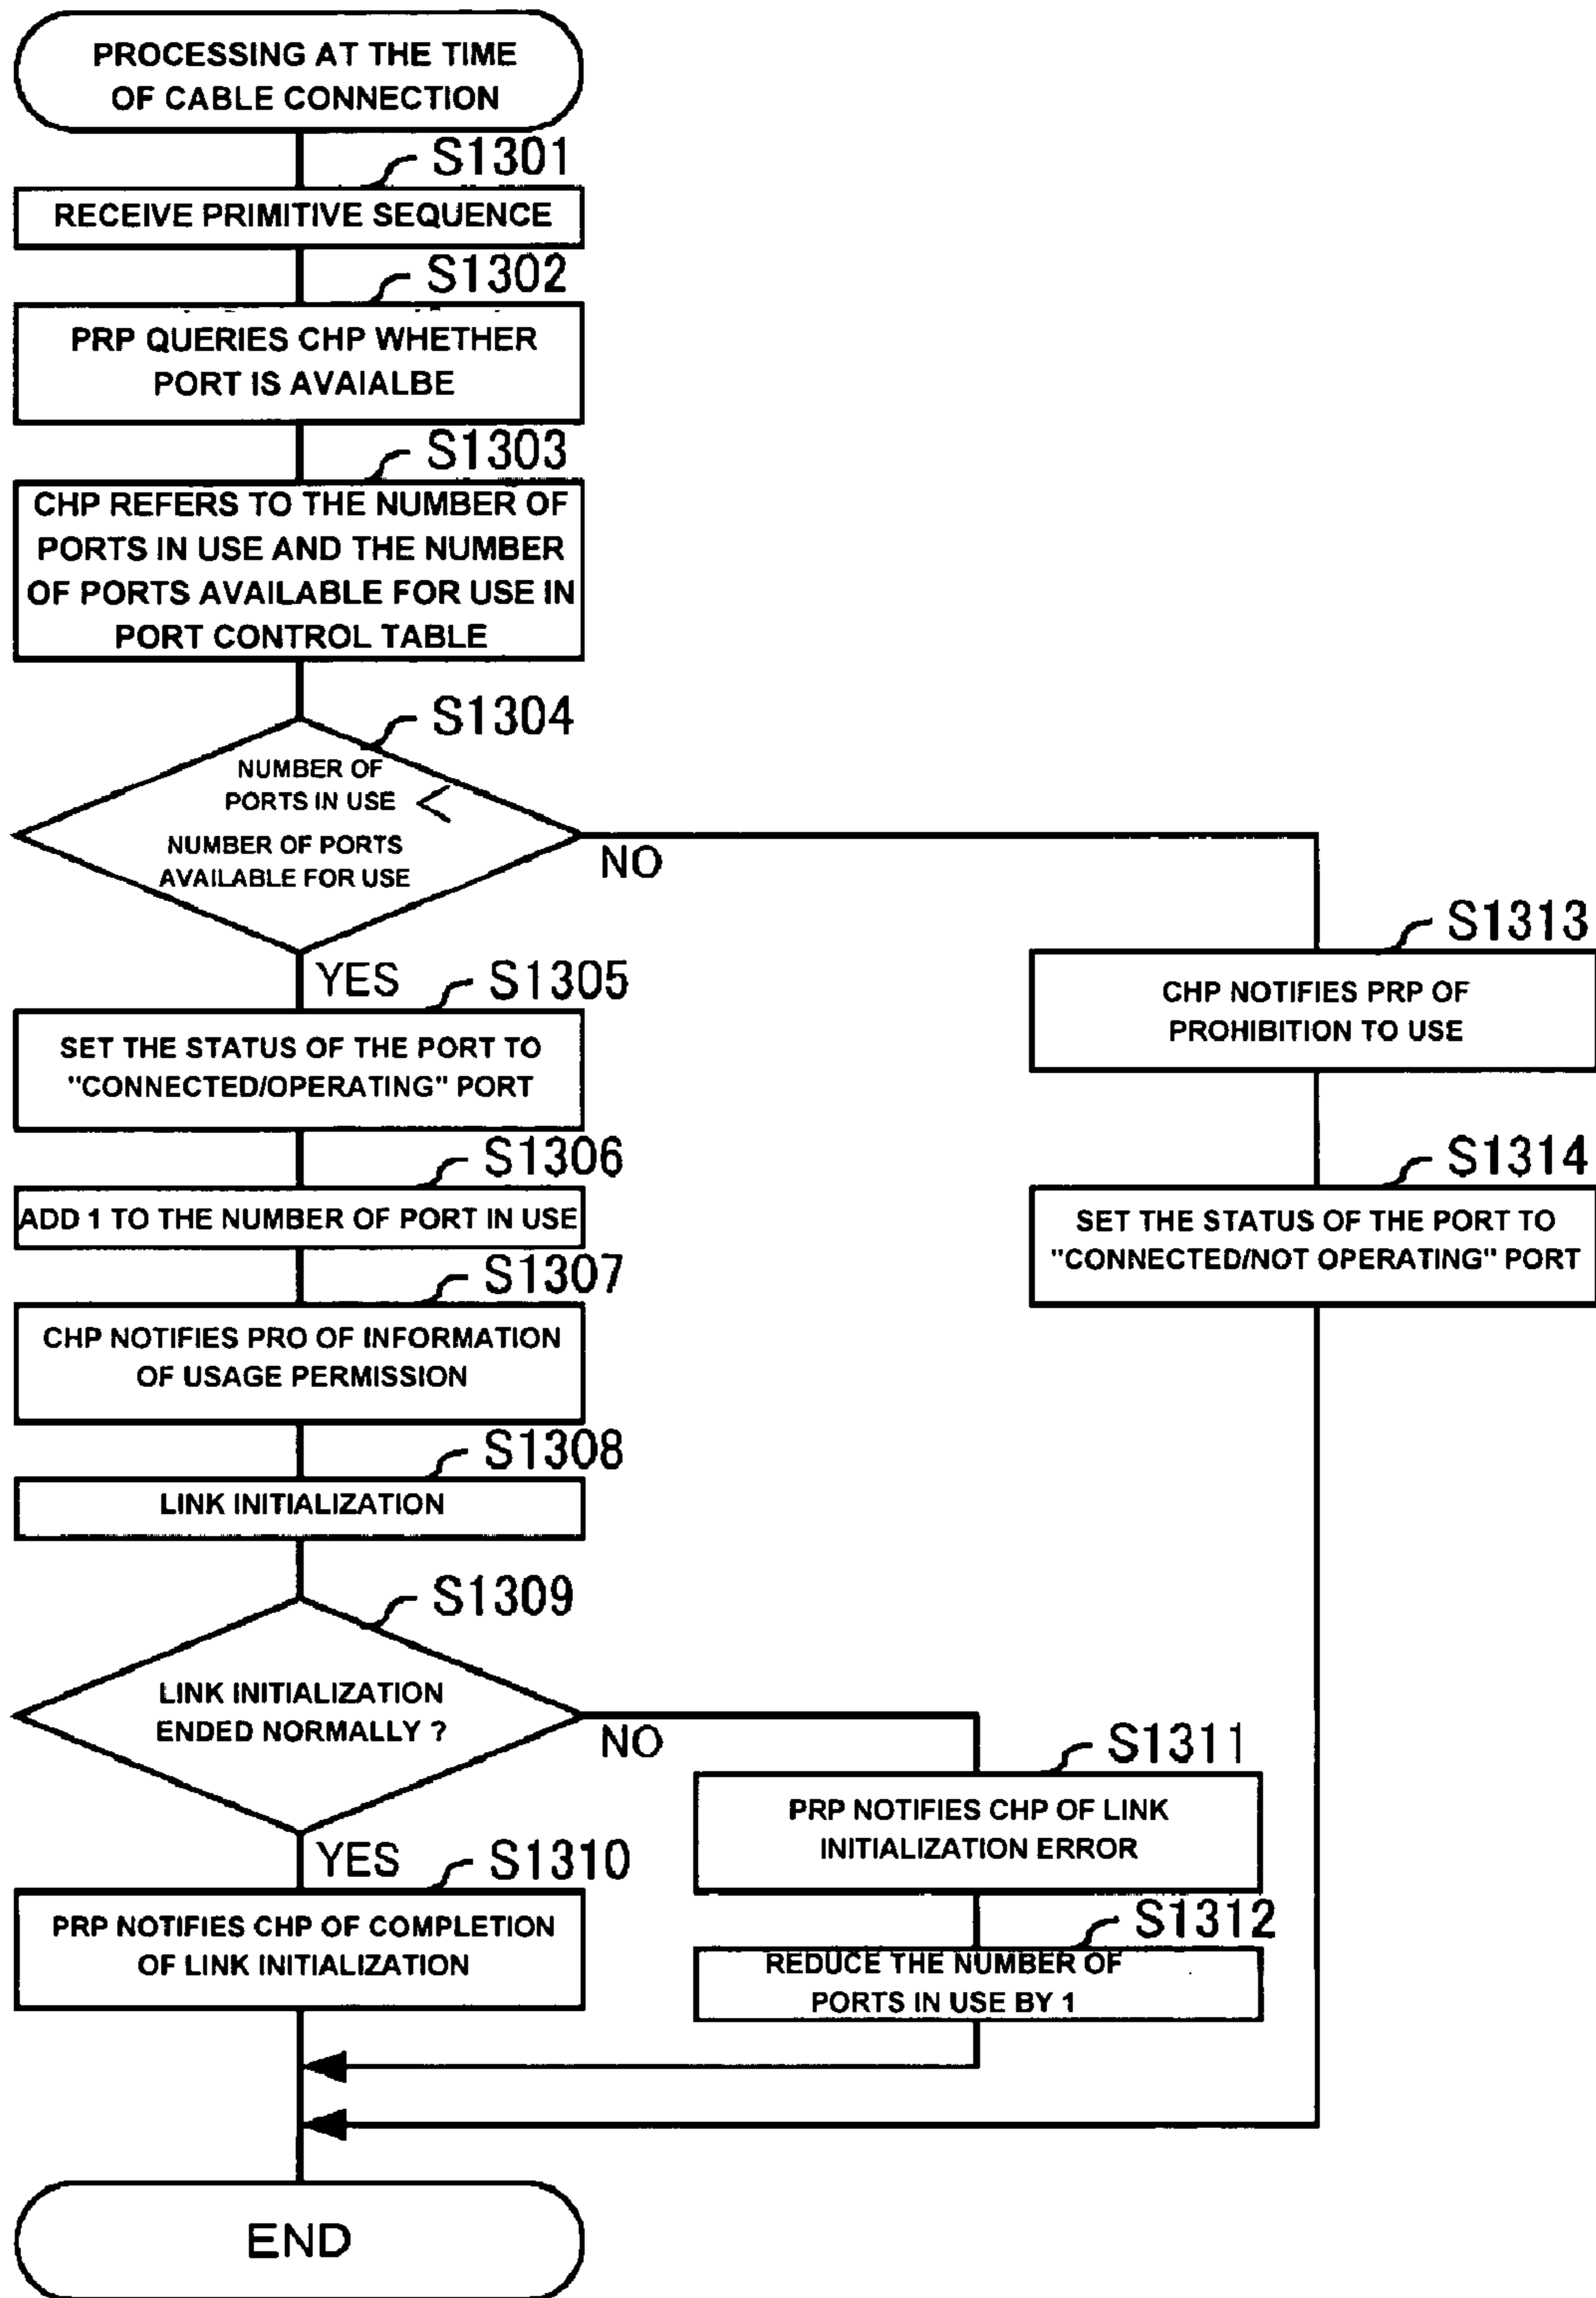 PROCESSING AT THE TIME
OF CABLE CONNECTION
S1301
RECEIVE PRIMITIVE SEQUENCE
S1302
PRP QUERIES CHP WHETHER
PORT IS AVAIALBE
S1303
CHP REFERS TO THE NUMBER OF
PORTS IN USE AND THE NUMBER
OF PORTS AVAILABLE FOR USE IN
PORT CONTROL TABLE
S1304
NUMBER OF
PORTS IN USE <
NUMBER OF PORTS
AVAILABLE FOR USE
NO
YES
S1305
SET THE STATUS OF THE PORT TO
"CONNECTED/OPERATING" PORT
S1306
ADD 1 TO THE NUMBER OF PORT IN USE
S1307
CHP NOTIFIES PRO OF INFORMATION
OF USAGE PERMISSION
S1308
LINK INITIALIZATION
S1309
LINK INITIALIZATION
ENDED NORMALLY ?
NO
YES
S1310
PRP NOTIFIES CHP OF COMPLETION
OF LINK INITIALIZATION
S1311
PRP NOTIFIES CHP OF LINK
INITIALIZATION ERROR
S1312
REDUCE THE NUMBER OF
PORTS IN USE BY 1
S1313
CHP NOTIFIES PRP OF
PROHIBITION TO USE
S1314
SET THE STATUS OF THE PORT TO
"CONNECTED/NOT OPERATING" PORT
END